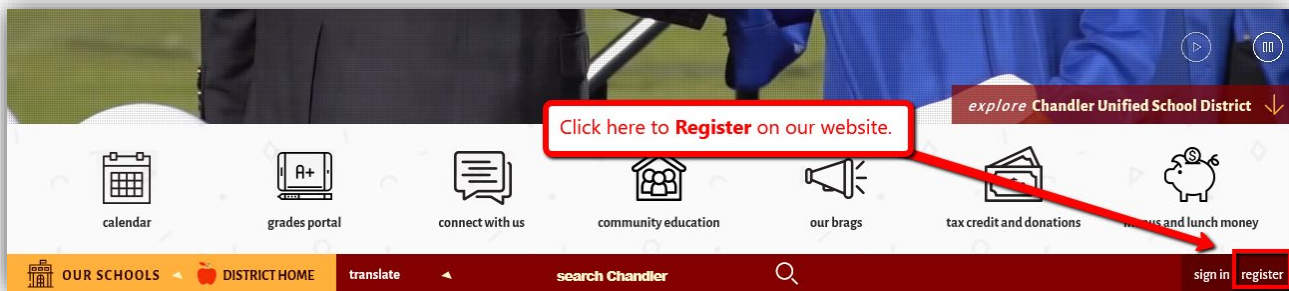 explore Chandler Unified School District
Click here to Register on our website.
A+
calendar
grades portal
connect with us
community education
our brags
tax credit and donations
and lunch money
OUR SCHOOLS
DISTRICT HOME
translate
search Chandler
sign in
register